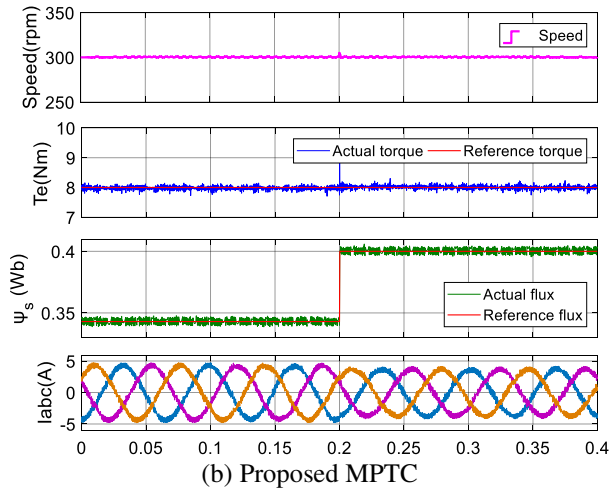 Speed(rpm)
350
300
250
Speed
Te(Nm)
10
9
8
7
Actual torque
Reference torque
Ψ_s (Wb)
0.4
0.35
Actual flux
Reference flux
Iabc(A)
5
0
-5
0 0.05 0.1 0.15 0.2 0.25 0.3 0.35 0.4
(b) Proposed MPTC